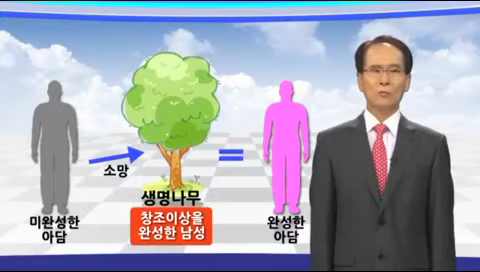 소망
생명나무
창조이상을
완성한 남성
미완성한
아담
완성한
아담